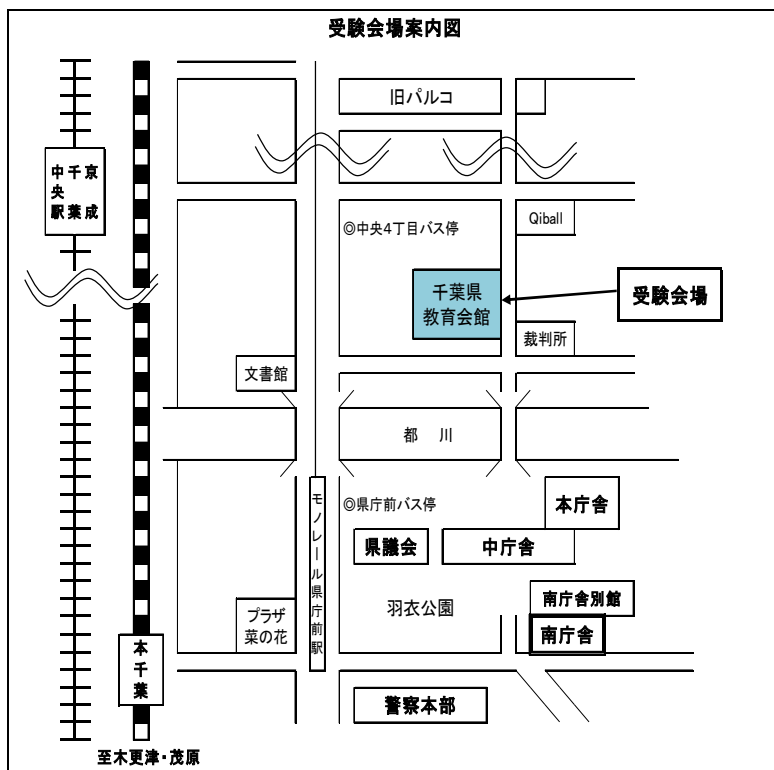 受験会場案内図
旧パルコ
京成
千葉
中央駅
◎中央4丁目バス停
Qiball
千葉県
教育会館
受験会場
裁判所
文書館
都 川
モノレール県庁前駅
◎県庁前バス停
本庁舎
県議会
中庁舎
南庁舎別館
プラザ
菜の花
羽衣公園
南庁舎
本千葉
警察本部
至木更津・茂原